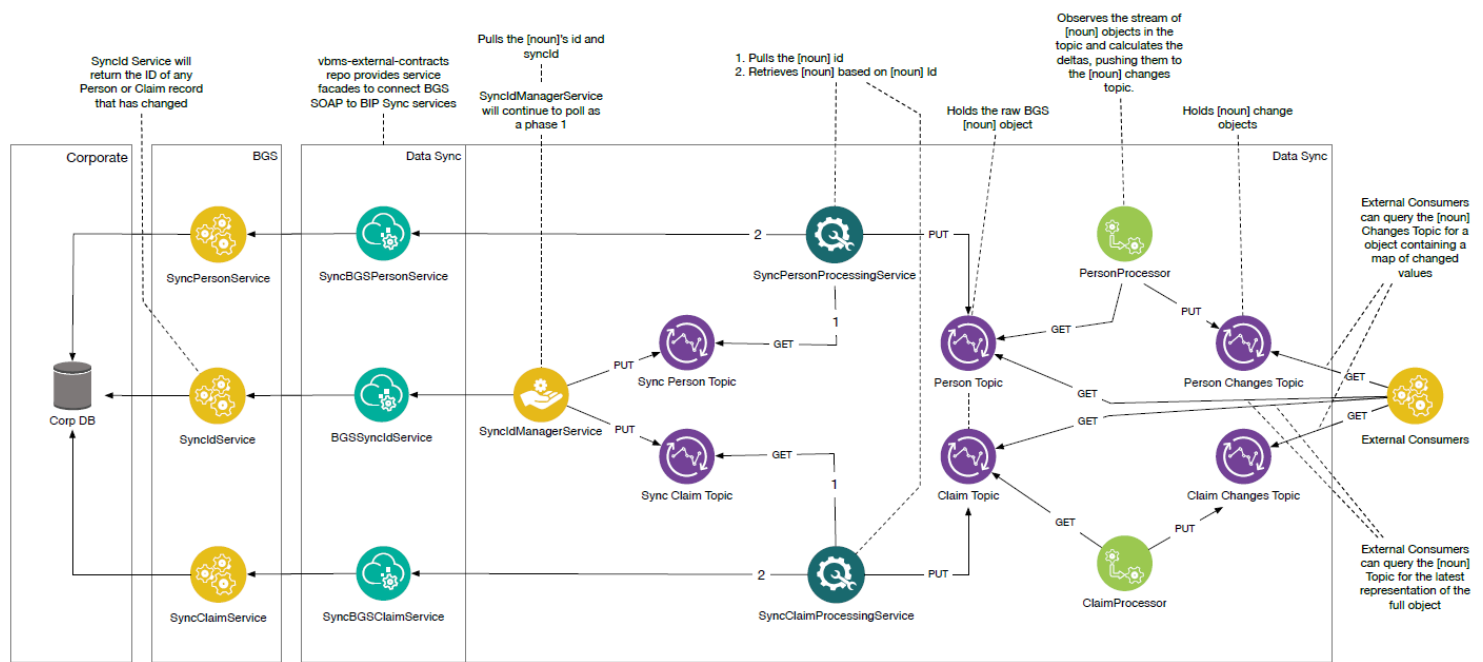 SyncId Service will
return the ID of any
Person or Claim record
that has changed
vbms-external-contracts
repo provides service
facades to connect BGS
SOAP to BIP Sync services
Pulls the [noun]'s id and
syncId
SyncIdManagerService
will continue to poll as
a phase 1
1. Pulls the [noun] id
2. Retrieves [noun] based on [noun] Id
Holds the raw BGS
[noun] object
Observes the stream of
[noun] objects in the
topic and calculates the
deltas, pushing them to
the [noun] changes
topic.
Holds [noun] change
objects
Corporate
BGS
Data Sync
Data Sync
External Consumers
can query the [noun]
Changes Topic for a
object containing a
map of changed
values
SyncPersonService
SyncBGSPersonService
2
SyncPersonProcessingService
PUT
PersonProcessor
1
GET
PUT
Sync Person Topic
GET
Person Topic
PUT
Person Changes Topic
GET
Corp DB
SyncIdService
BGSSyncIdService
SyncIdManagerService
PUT
GET
GET
GET
External Consumers
GET
1
Sync Claim Topic
Claim Topic
Claim Changes Topic
GET
PUT
SyncClaimService
SyncBGSClaimService
2
SyncClaimProcessingService
PUT
ClaimProcessor
External Consumers
can query the [noun]
Topic for the latest
representation of the
full object